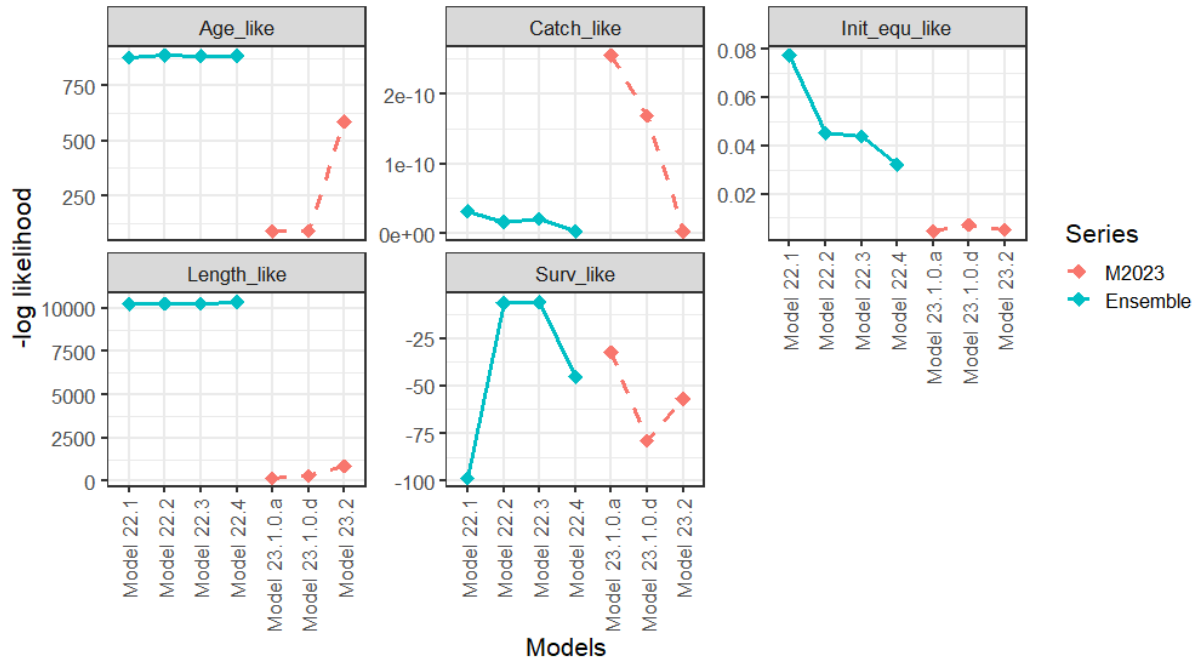 Age_like
Catch_like
Init_equ_like
750
500
250
2e-10
1e-10
0e+00
0.08
0.06
0.04
0.02
Length_like
Surv_like
10000
7500
5000
2500
0
-25
-50
-75
-100
-log likelihood
Model 22.1
Model 22.2
Model 22.3
Model 22.4
Model 23.1.0.a
Model 23.1.0.d
Model 23.2
Model 22.1
Model 22.2
Model 22.3
Model 22.4
Model 23.1.0.a
Model 23.1.0.d
Model 23.2
Model 22.1
Model 22.2
Model 22.3
Model 22.4
Model 23.1.0.a
Model 23.1.0.d
Model 23.2
Models
Series
M2023
Ensemble